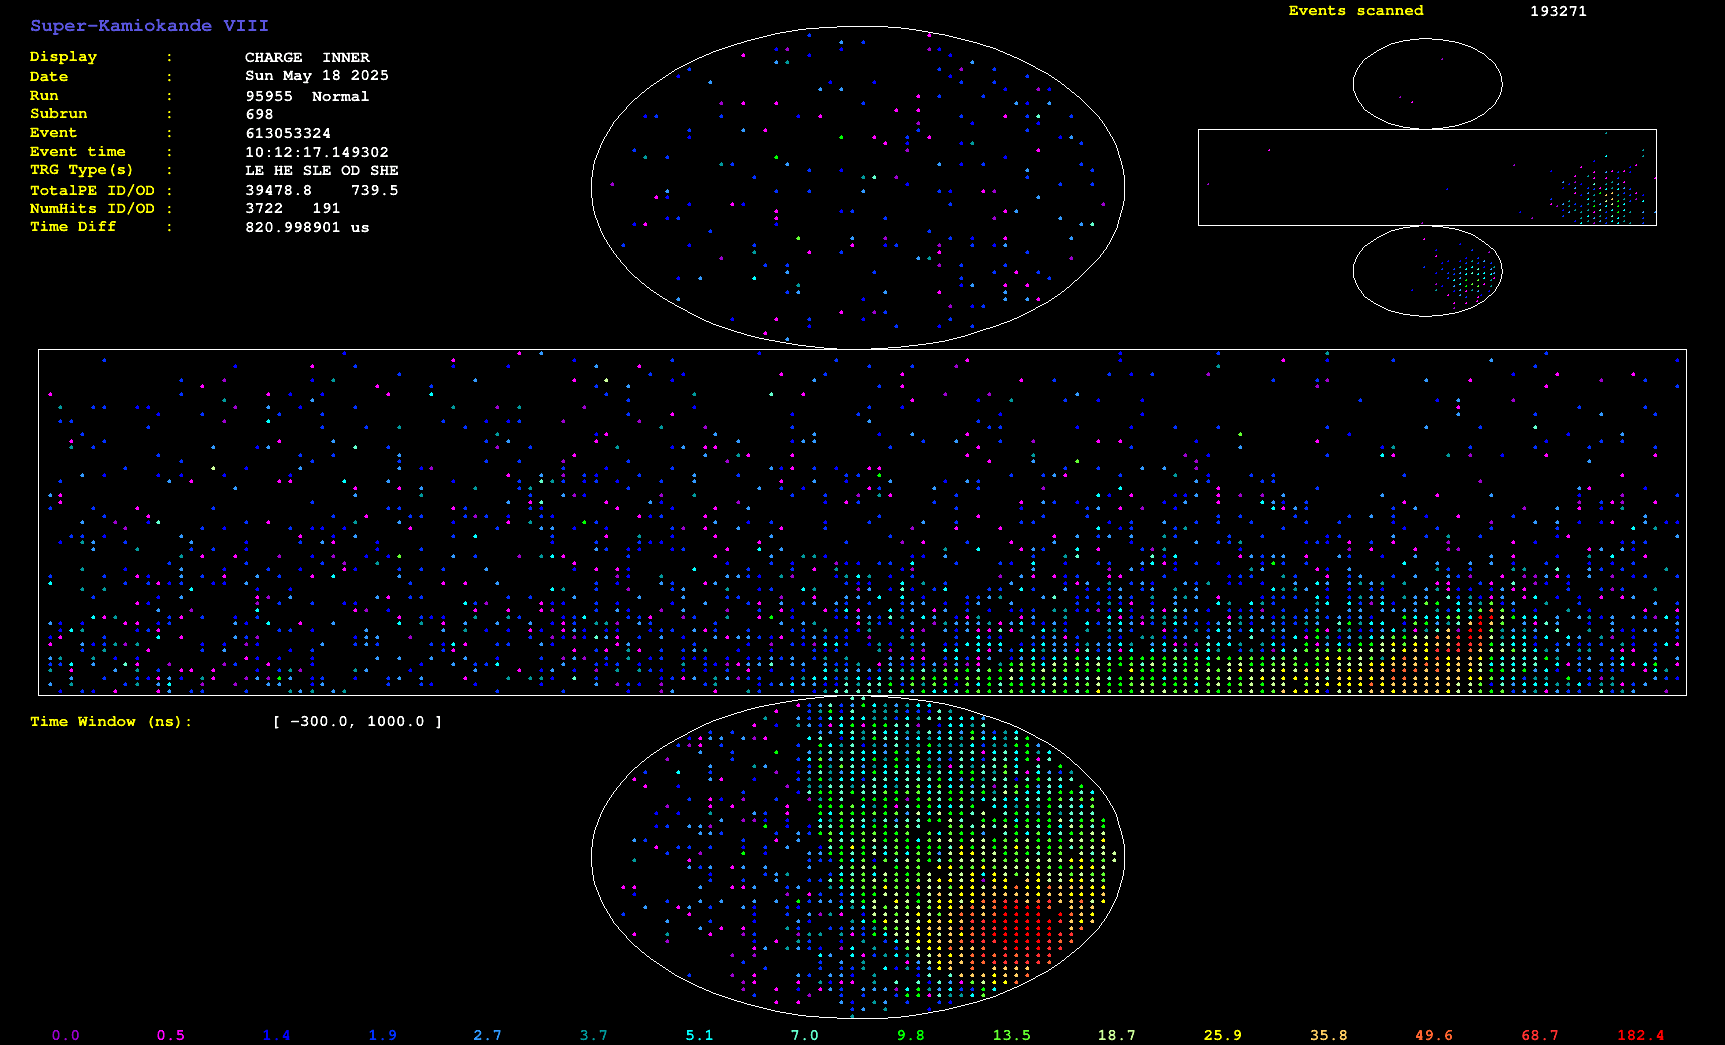 Super-Kamiokande VIII
Events scanned 193271
Display : CHARGE INNER
Date : Sun May 18 2025
Run : 95955 Normal
Subrun : 698
Event : 613053324
Event time : 10:12:17.149302
TRG Type(s) : LE HE SLE OD SHE
TotalPE ID/OD : 39478.8 739.5
NumHits ID/OD : 3722 191
Time Diff : 820.998901 us
Time Window (ns): [ -300.0, 1000.0 ]
0.0 0.5 1.4 1.9 2.7 3.7 5.1 7.0 9.8 13.5 18.7 25.9 35.8 49.6 68.7 182.4